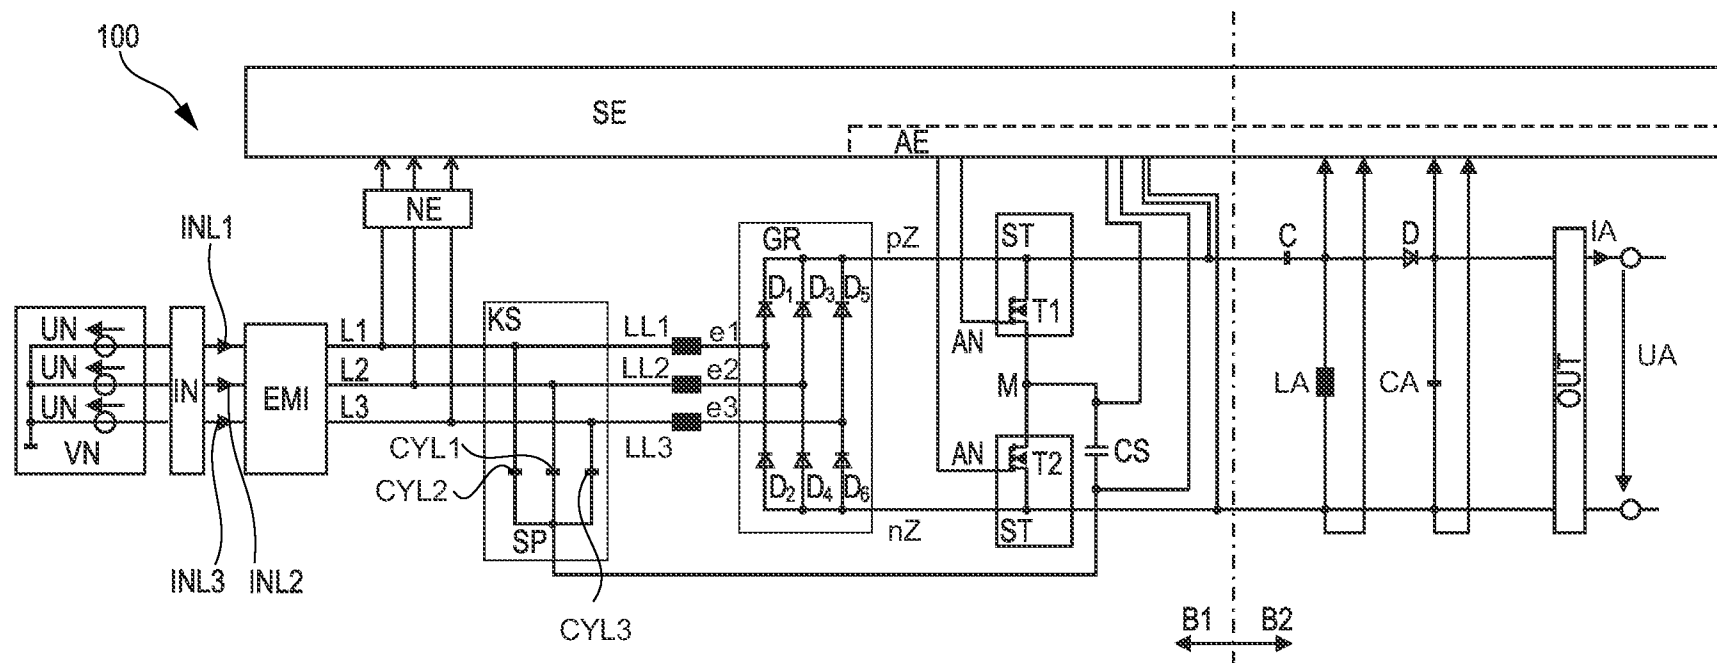 100
SE
AE
NE
INL1
GR
pZ
ST
C
D
IA
D1 D3 D5
T1
UN
UN
UN
VN
IN
EMI
L1
L2
L3
KS
LL1
LL2
LL3
e1
e2
e3
AN
M
LA
CA
OUT
UA
CYL1
CYL2
AN
T2
CS
D2 D4 D6
SP
nZ
ST
INL3
INL2
CYL3
B1
B2